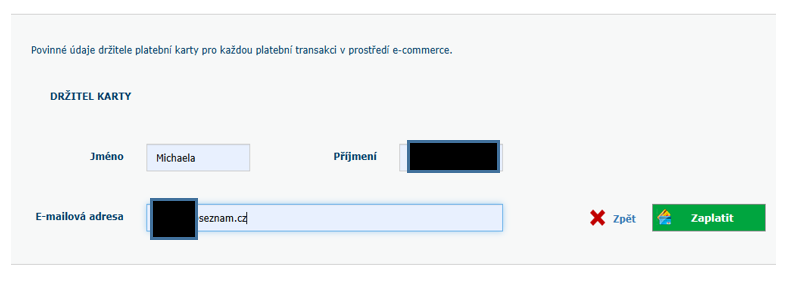 Povinné údaje držitele platební karty pro každou platební transakci v prostředí e-commerce.
DRŽITEL KARTY
Jméno Michaela Příjmení
E-mailová adresa seznam.cz Zpět Zaplatit